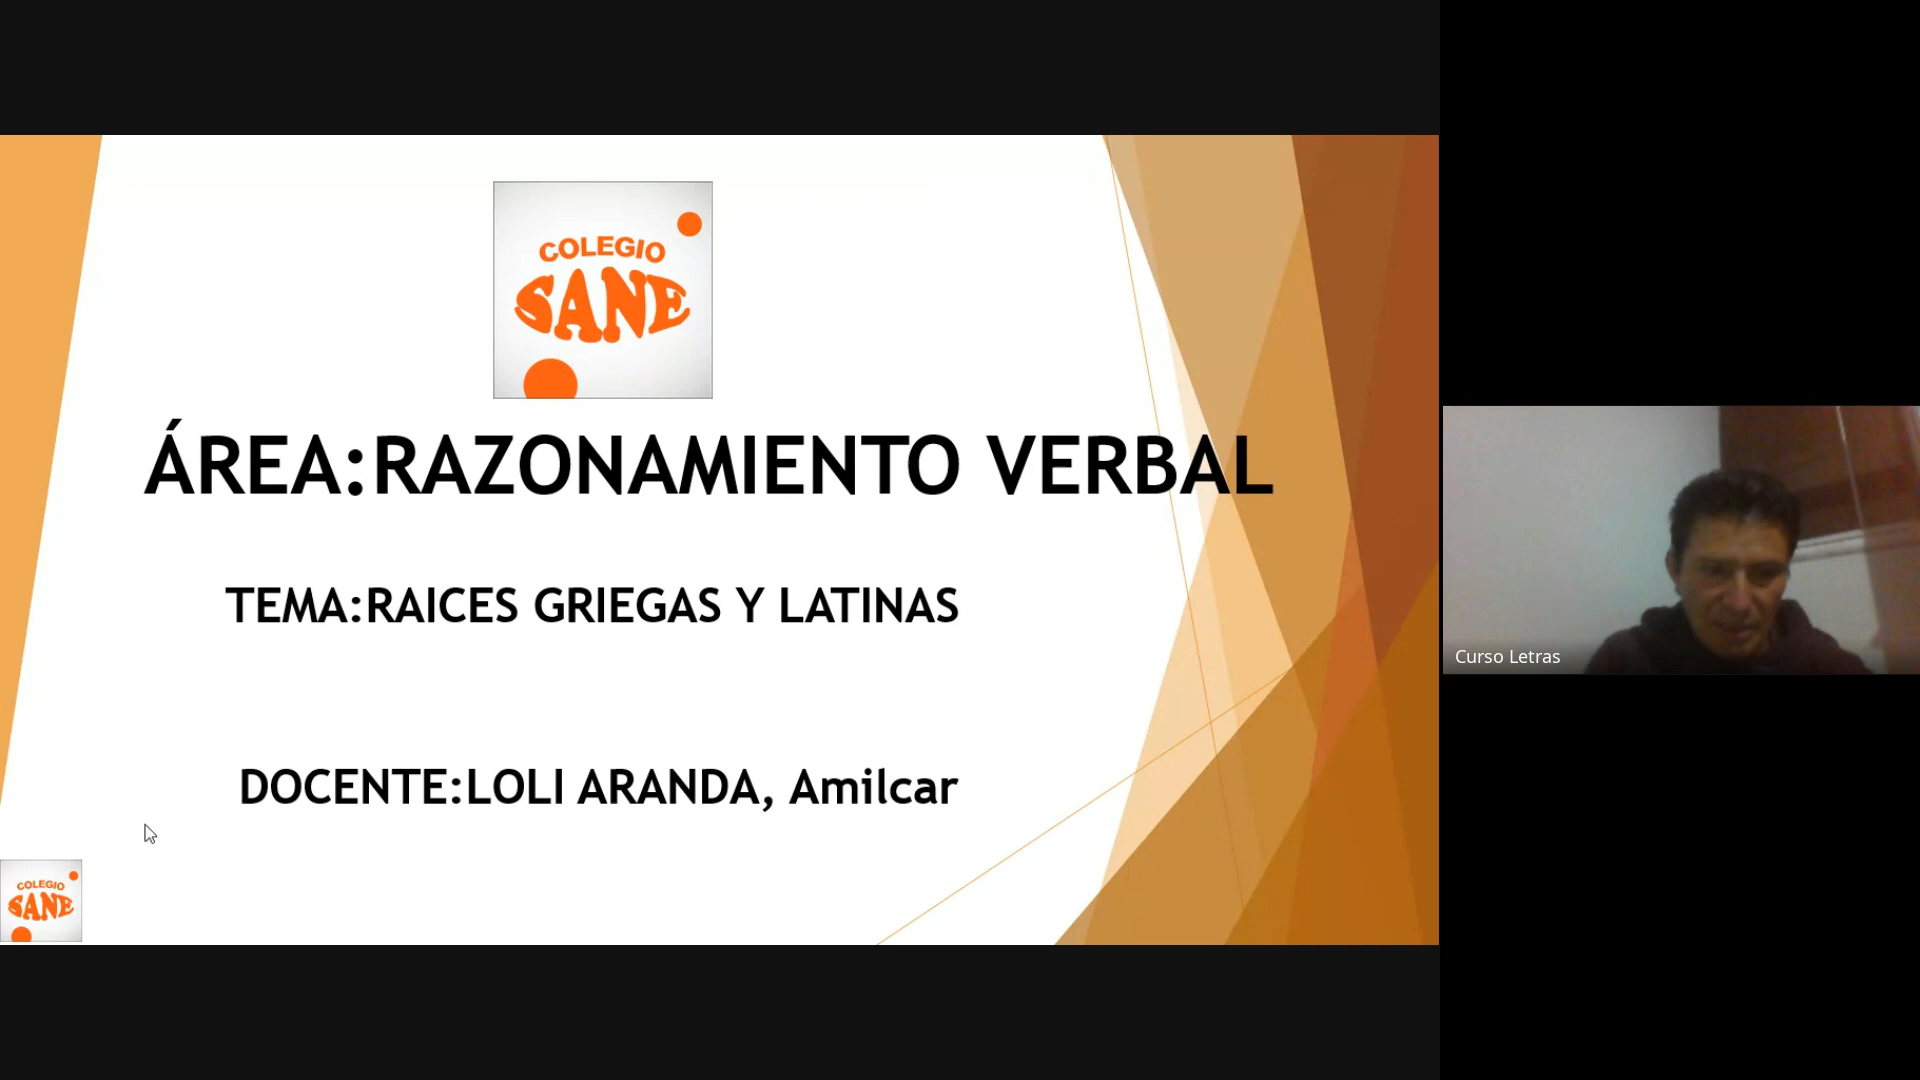 COLEGIO
SANE
ÁREA:RAZONAMIENTO VERBAL
TEMA:RAICES GRIEGAS Y LATINAS
DOCENTE:LOLI ARANDA, Amilcar
COLEGIO
SANE
Curso Letras